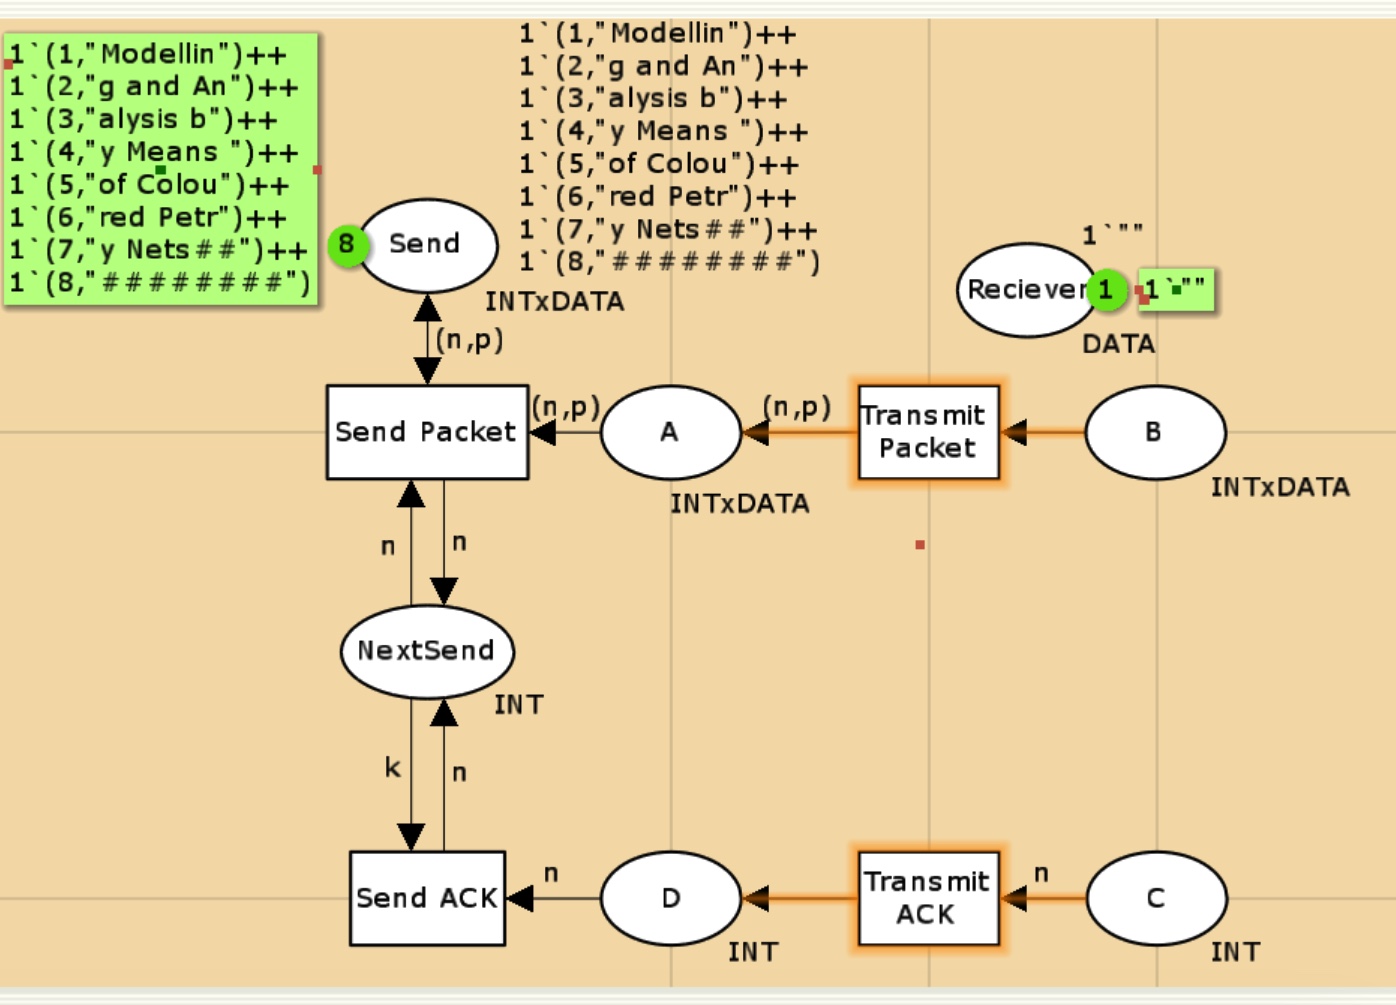 1`(1,"Modellin")++
1`(2,"g and An")++
1`(3,"alysis b")++
1`(4,"y Means ")++
1`(5,"of Colou")++
1`(6,"red Petr")++
1`(7,"y Nets##")++
1`(8,"########")
8
Send
1`(1,"Modellin")++
1`(2,"g and An")++
1`(3,"alysis b")++
1`(4,"y Means ")++
1`(5,"of Colou")++
1`(6,"red Petr")++
1`(7,"y Nets##")++
1`(8,"########")
INTxDATA
1`""
Reciever
1
1`""
DATA
(n,p)
Send Packet
(n,p)
A
INTxDATA
(n,p)
Transmit
Packet
B
INTxDATA
n
n
NextSend
INT
k
n
Send ACK
n
D
INT
Transmit
ACK
n
C
INT